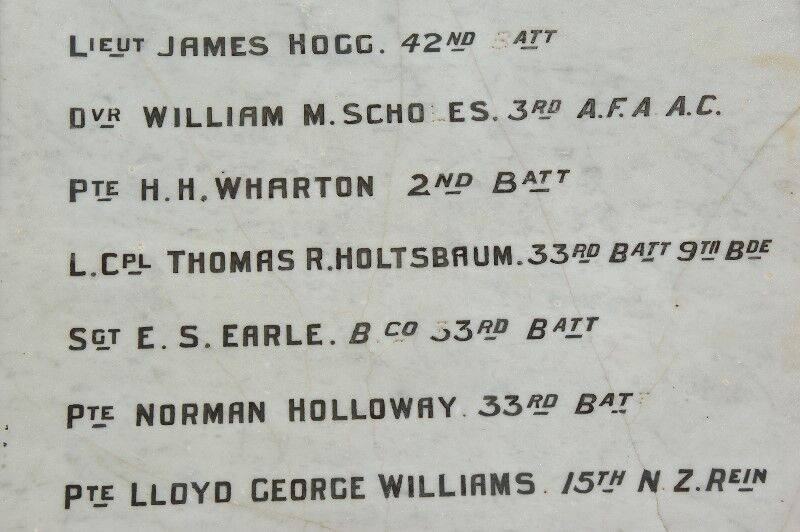 LIEUT JAMES HOGG. 42ND BATT
DVR WILLIAM M. SCHOLES. 3RD A.F.A A.C.
PTE H.H. WHARTON 2ND BATT
L.CPL THOMAS R. HOLTSBAUM. 33RD BATT 9TH BDE
SGT E. S. EARLE. B CO 33RD BATT
PTE NORMAN HOLLOWAY. 33RD BATT
PTE LLOYD GEORGE WILLIAMS. 15TH N.Z. REIN